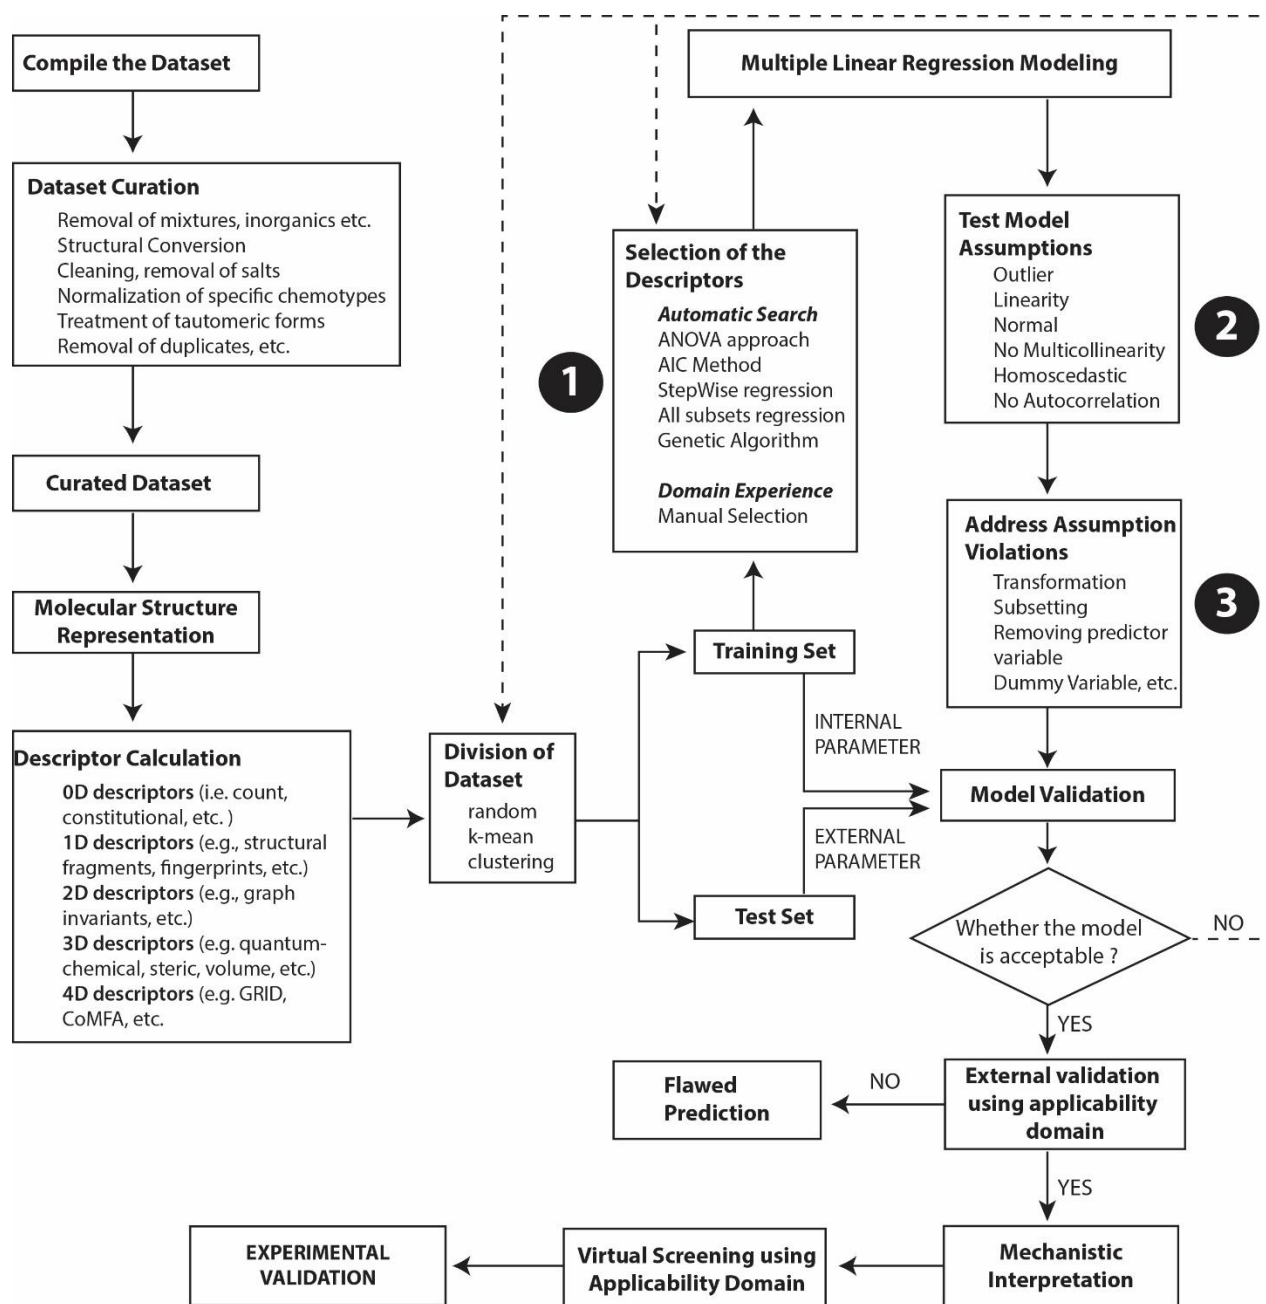 Compile the Dataset
Dataset Curation
Removal of mixtures, inorganics etc.
Structural Conversion
Cleaning, removal of salts
Normalization of specific chemotypes
Treatment of tautomeric forms
Removal of duplicates, etc.
Curated Dataset
Molecular Structure
Representation
Descriptor Calculation
0D descriptors (i.e. count,
constitutional, etc. )
1D descriptors (e.g., structural
fragments, fingerprints, etc.)
2D descriptors (e.g., graph
invariants, etc.)
3D descriptors (e.g. quantum-
chemical, steric, volume, etc.)
4D descriptors (e.g. GRID,
CoMFA, etc.
Division of
Dataset
random
k-mean
clustering
Training Set
Test Set
1
Selection of the
Descriptors
Automatic Search
ANOVA approach
AIC Method
StepWise regression
All subsets regression
Genetic Algorithm
Domain Experience
Manual Selection
Multiple Linear Regression Modeling
Test Model
Assumptions
Outlier
Linearity
Normal
No Multicollinearity
Homoscedastic
No Autocorrelation
2
Address Assumption
Violations
Transformation
Subsetting
Removing predictor
variable
Dummy Variable, etc.
3
INTERNAL
PARAMETER
EXTERNAL
PARAMETER
Model Validation
Whether the model
is acceptable ?
NO
YES
External validation
using applicability
domain
NO
Flawed
Prediction
YES
Mechanistic
Interpretation
Virtual Screening using
Applicability Domain
EXPERIMENTAL
VALIDATION